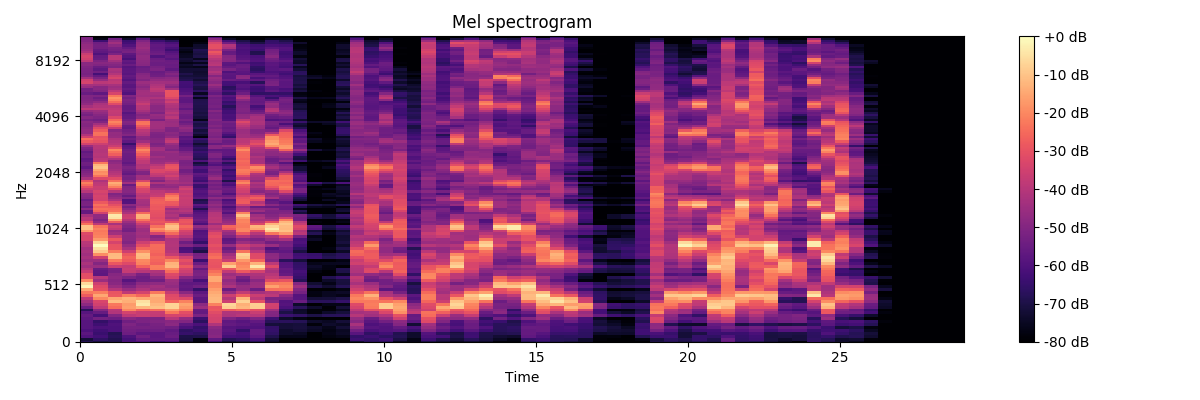 Mel spectrogram
8192
4096
2048
1024
512
0
Hz
0 5 10 15 20 25
Time
+0 dB
-10 dB
-20 dB
-30 dB
-40 dB
-50 dB
-60 dB
-70 dB
-80 dB